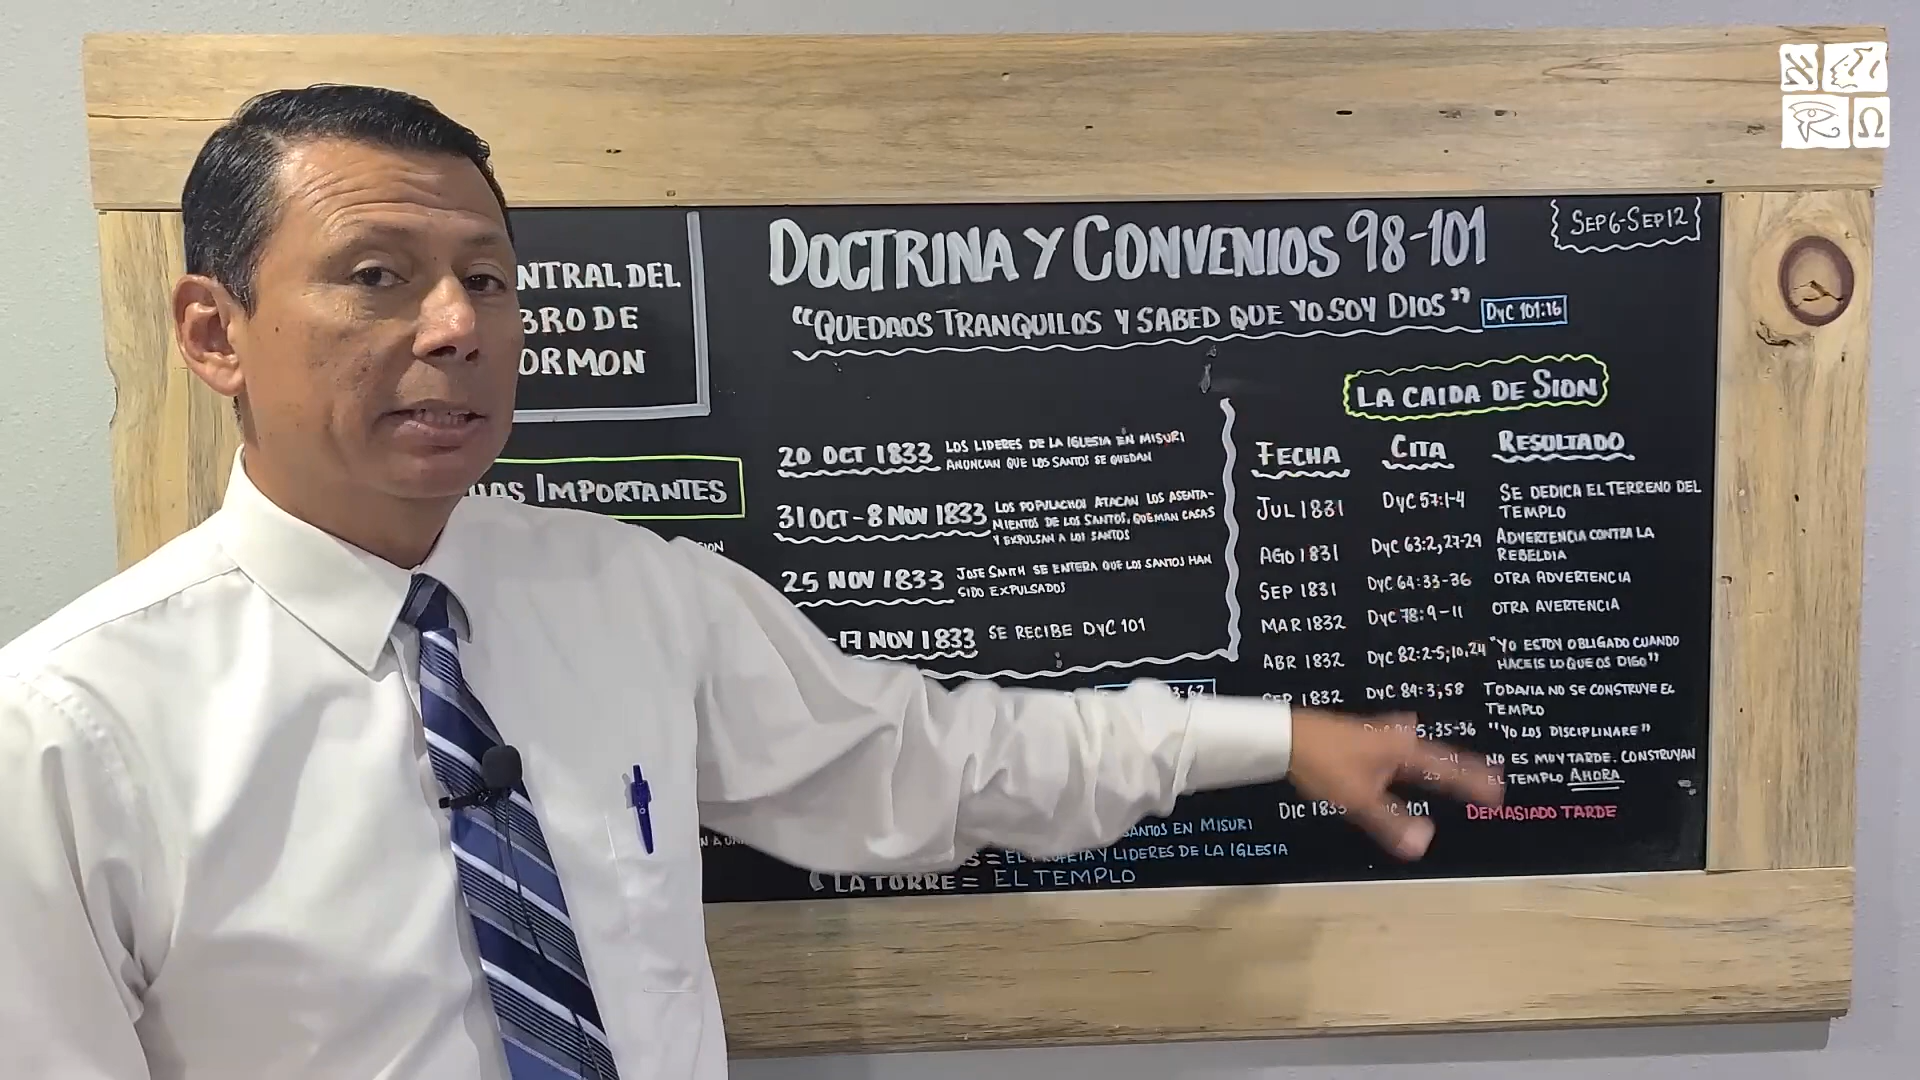 NTRAL DEL
BRO DE
ORMON
DOCTRINA Y CONVENIOS 98-101
SEP 6-SEP 12
"QUEDAOS TRANQUILOS Y SABED QUE YO SOY DIOS"
DyC 101:16
IMPORTANTES
20 OCT 1833 LOS LIDERES DE LA IGLESIA EN MISURI
ANUNCIAN QUE LOS SANTOS SE QUEDAN
31 OCT-8 NOV 1833 LOS POPULACHOS ATACAN LOS ASENTA-
MIENTOS DE LOS SANTOS, QUEMAN CASAS
Y EXPULSAN A LOS SANTOS
25 NOV 1833 JOSE SMITH SE ENTERA QUE LOS SANTOS HAN
SIDO EXPULSADOS
-17 NOV 1833 SE RECIBE DyC 101
3-62
SANTOS EN MISURI
= EL PROFETA Y LIDERES DE LA IGLESIA
LA TORRE = EL TEMPLO
LA CAIDA DE SION
FECHA CITA RESULTADO
JUL 1831 DyC 57:1-4 SE DEDICA EL TERRENO DEL
TEMPLO
AGO 1831 DyC 63:2,27-29 ADVERTENCIA CONTRA LA
REBELDIA
SEP 1831 DyC 64:33-36 OTRA ADVERTENCIA
MAR 1832 DyC 78:9-11 OTRA AVERTENCIA
ABR 1832 DyC 82:2-5;10,24 "YO ESTOY OBLIGADO CUANDO
HACEIS LO QUE OS DIGO"
SEP 1832 DyC 84:3;58 TODAVIA NO SE CONSTRUYE EL
TEMPLO
5;35-36 "YO LOS DISCIPLINARE"
NO ES MUY TARDE. CONSTRUYAN
EL TEMPLO AHORA
DIC 1833 101 DEMASIADO TARDE